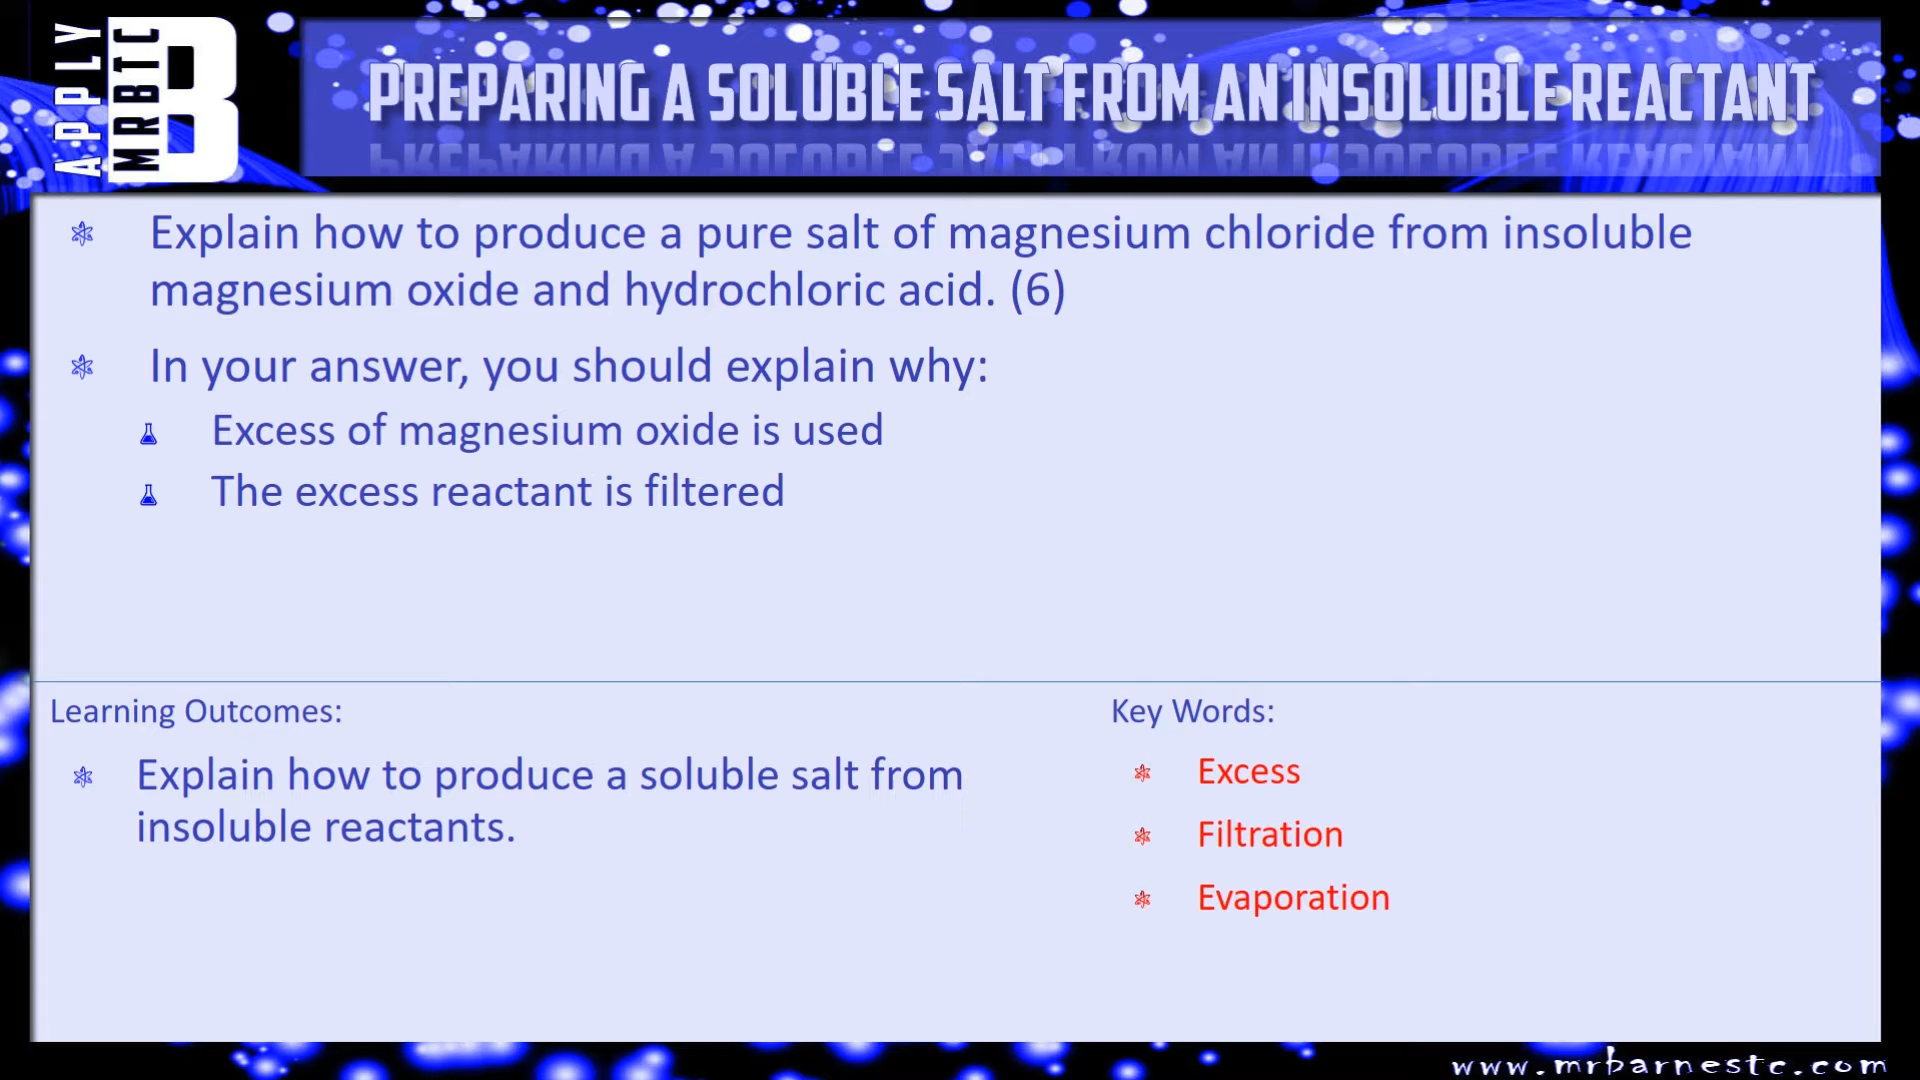 APPLY
MRBTC
B
PREPARING A SOLUBLE SALT FROM AN INSOLUBLE REACTANT
Explain how to produce a pure salt of magnesium chloride from insoluble
magnesium oxide and hydrochloric acid. (6)
In your answer, you should explain why:
Excess of magnesium oxide is used
The excess reactant is filtered
Learning Outcomes:
Explain how to produce a soluble salt from
insoluble reactants.
Key Words:
Excess
Filtration
Evaporation
www.mrbarnestc.com